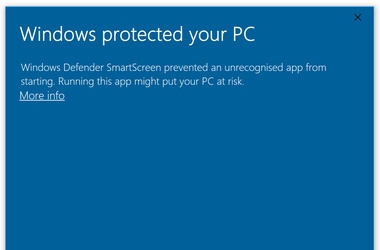 Windows protected your PC
Windows Defender SmartScreen prevented an unrecognised app from
starting. Running this app might put your PC at risk.
More info